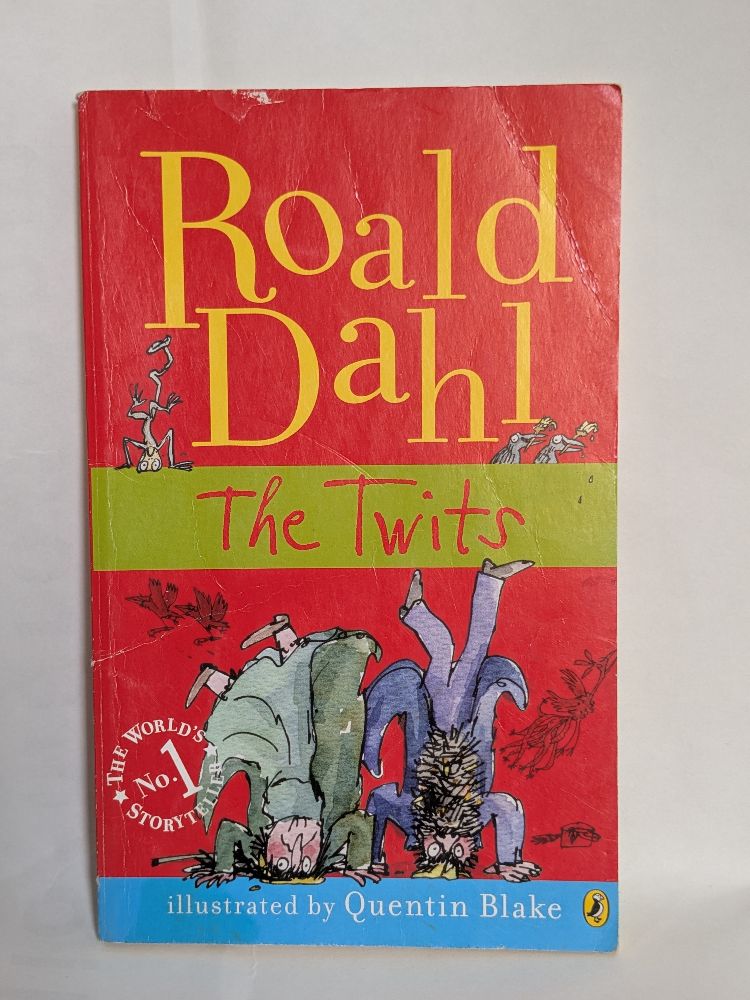 Roald
Dahl
The Twits
THE WORLD'S
No. 1
STORYTELLER
illustrated by Quentin Blake